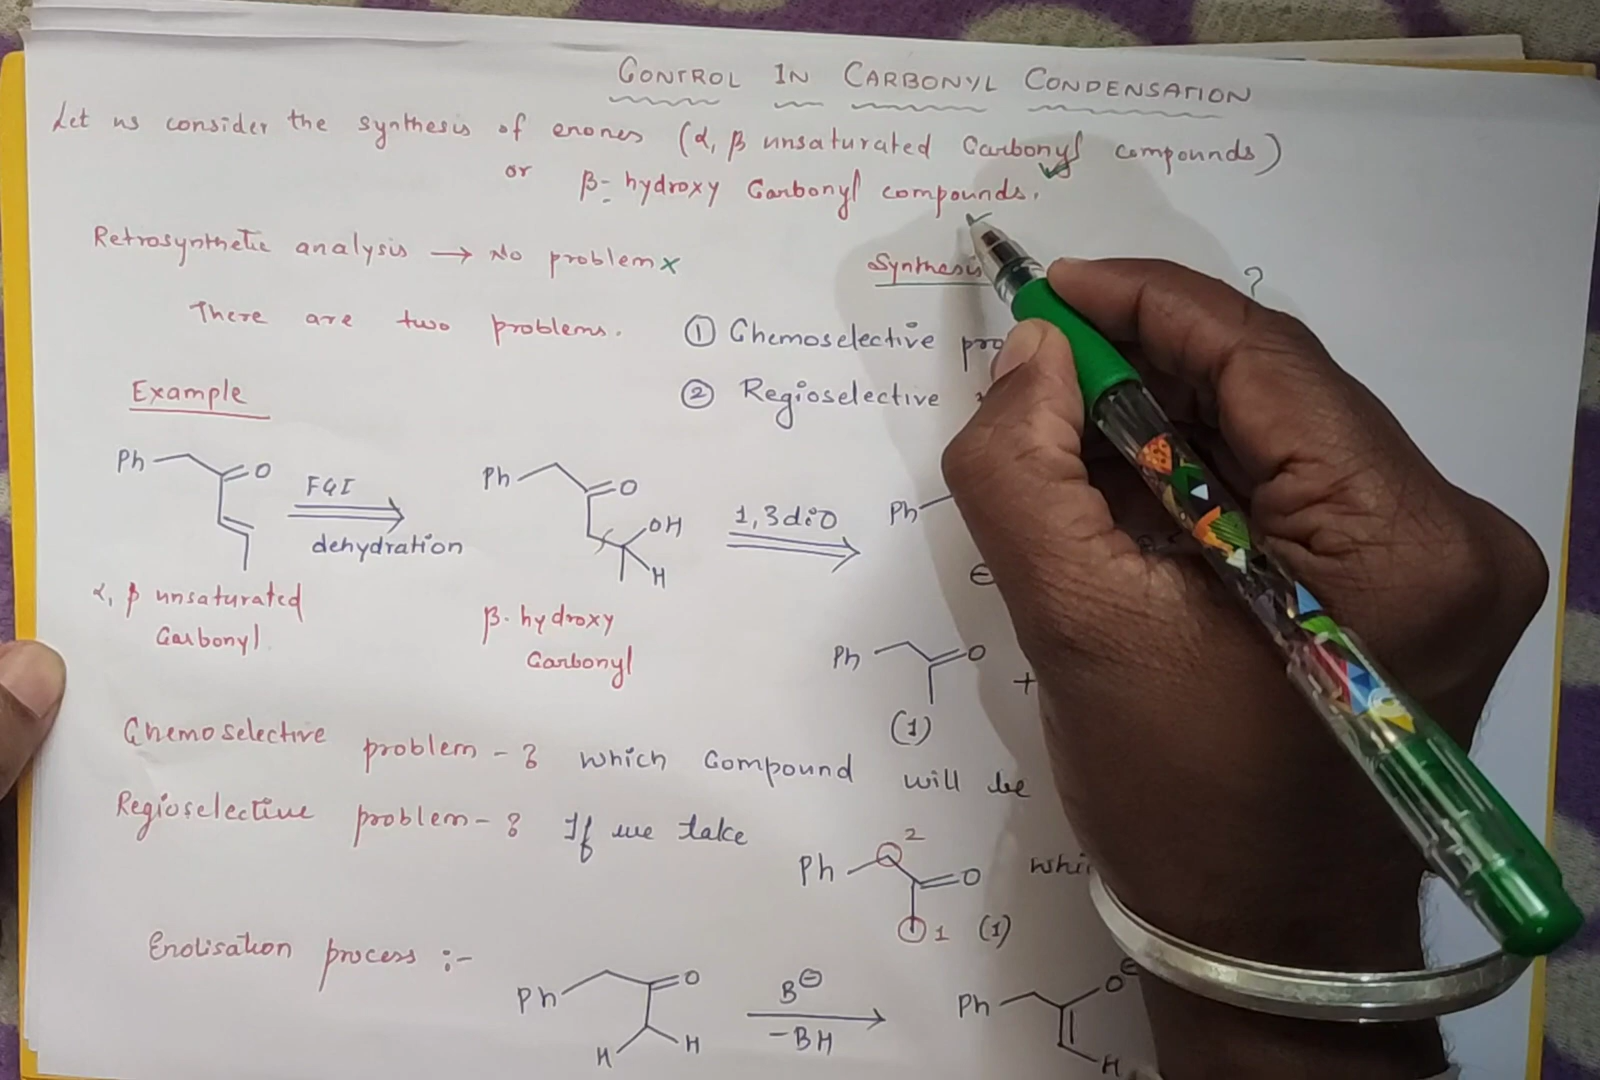 CONTROL IN CARBONYL CONDENSATION
Let us consider the synthesis of enones (α, β unsaturated Carbonyl compounds)
or β-hydroxy Carbonyl compounds.
Retrosynthetic analysis → No problem x
Synthesis ?
There are two problems. ① Chemoselective pro
② Regioselective
Example
Ph O FGI dehydration Ph O OH H 1,3 diO Ph ⊖
α, β unsaturated Carbonyl
β-hydroxy Carbonyl
Ph O + (1)
Chemoselective problem - ? which compound will be
Regioselective problem - ? If we take Ph 2 O 1 (1) whi
Enolisation process :-
Ph O H H B⊖ -BH Ph O⊖ H